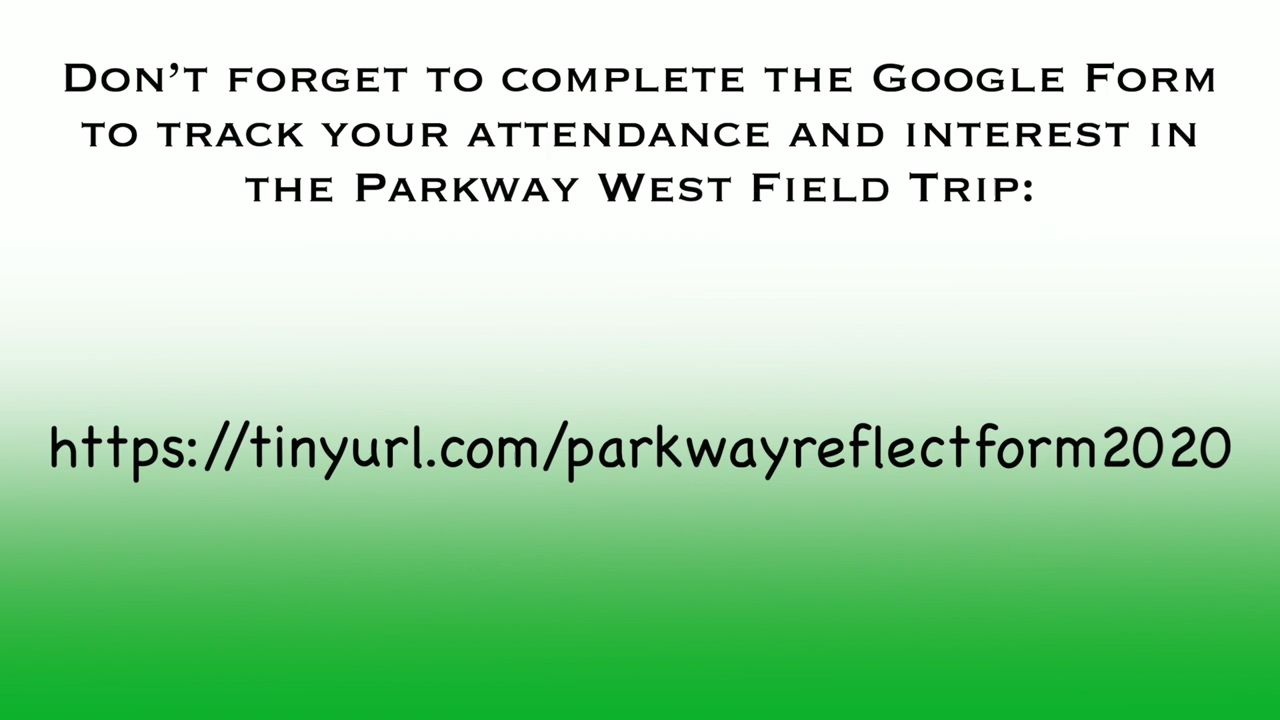 Don’t forget to complete the Google Form
to track your attendance and interest in
the Parkway West Field Trip:
https://tinyurl.com/parkwayreflectform2020